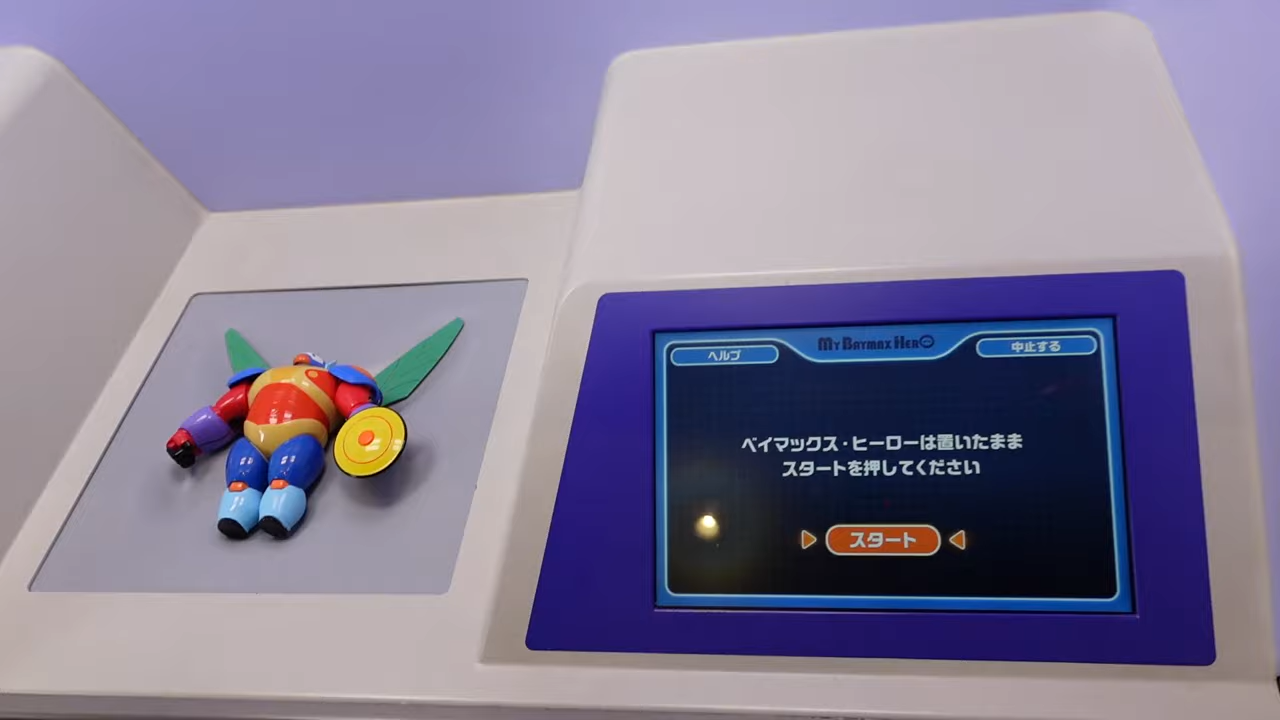 ヘルプ
MY BAYMAX HERO
中止する
ベイマックス・ヒーローは置いたまま
スタートを押してください
スタート